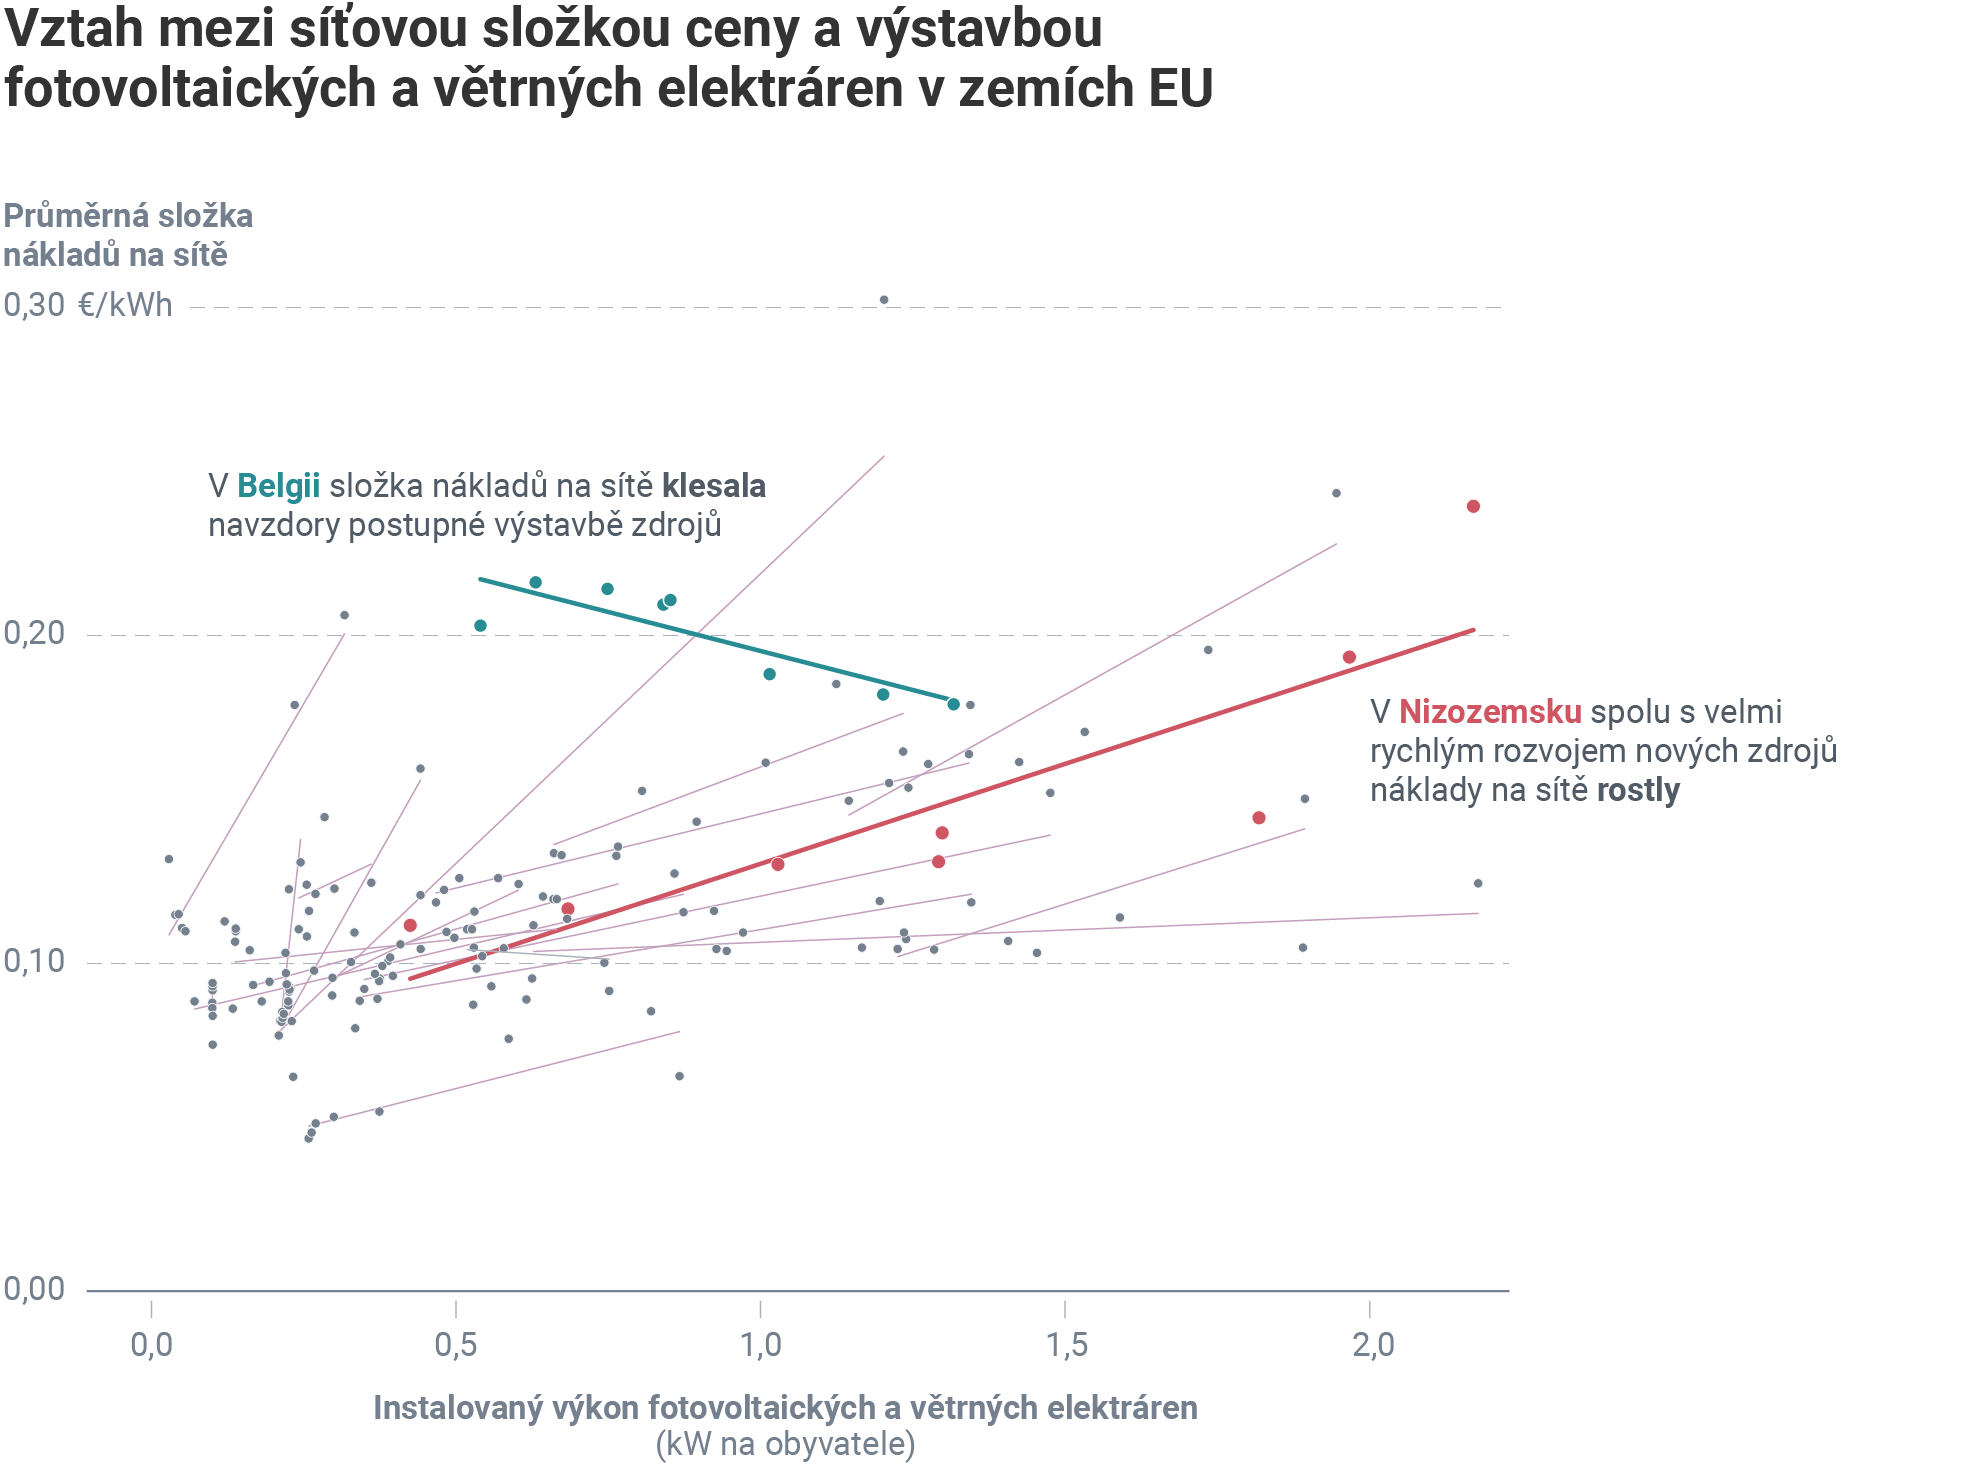 Vztah mezi síťovou složkou ceny a výstavbou
fotovoltaických a větrných elektráren v zemích EU
Průměrná složka
nákladů na sítě
0,30 €/kWh
V Belgii složka nákladů na sítě klesala
navzdory postupné výstavbě zdrojů
0,20
V Nizozemsku spolu s velmi
rychlým rozvojem nových zdrojů
náklady na sítě rostly
0,10
0,00
0,0 0,5 1,0 1,5 2,0
Instalovaný výkon fotovoltaických a větrných elektráren
(kW na obyvatele)